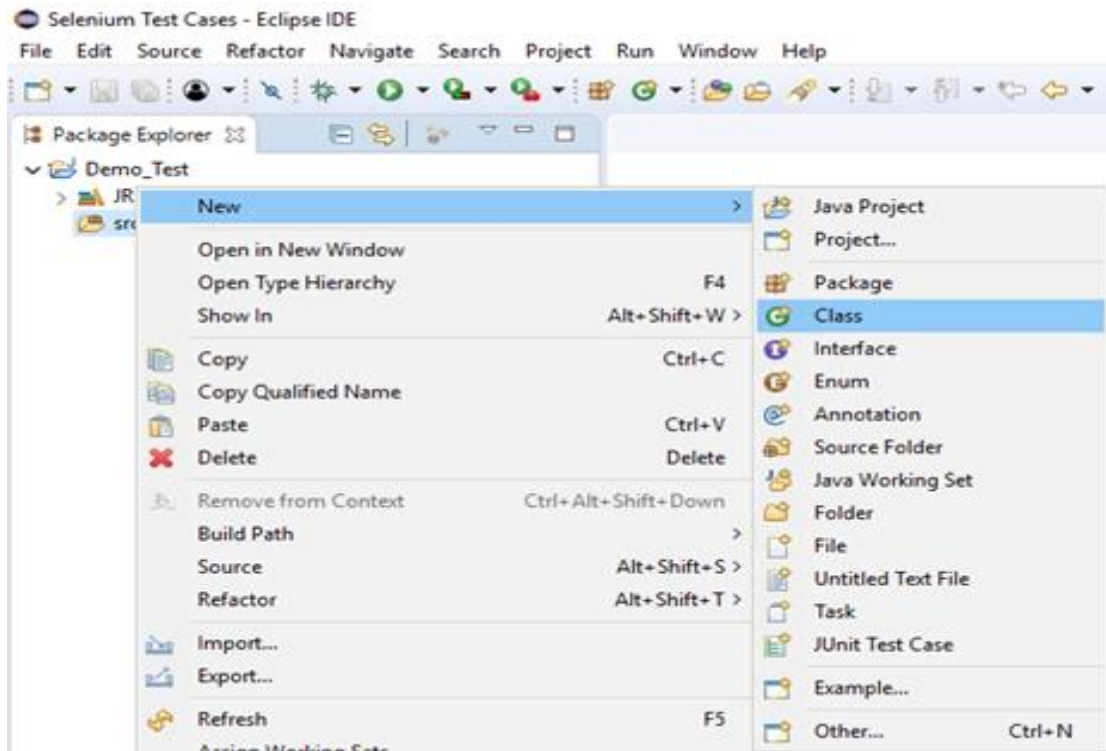 Selenium Test Cases - Eclipse IDE
File Edit Source Refactor Navigate Search Project Run Window Help
Package Explorer
Demo_Test
JR
src
New >
Open in New Window
Open Type Hierarchy F4
Show In Alt+Shift+W >
Copy Ctrl+C
Copy Qualified Name
Paste Ctrl+V
Delete Delete
Remove from Context Ctrl+Alt+Shift+Down
Build Path >
Source Alt+Shift+S >
Refactor Alt+Shift+T >
Import...
Export...
Refresh F5
Assign Working Sets
Java Project
Project...
Package
Class
Interface
Enum
Annotation
Source Folder
Java Working Set
Folder
File
Untitled Text File
Task
JUnit Test Case
Example...
Other... Ctrl+N